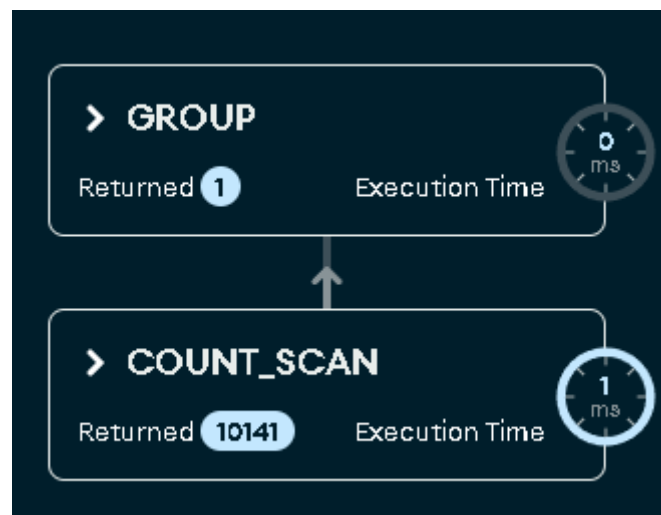 GROUP
0
ms
Returned 1 Execution Time
COUNT_SCAN
1
ms
Returned 10141 Execution Time